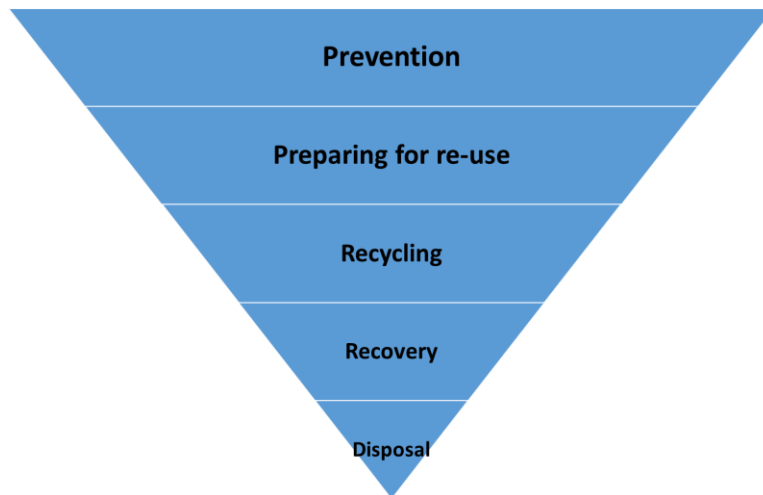 Prevention
Preparing for re-use
Recycling
Recovery
Disposal